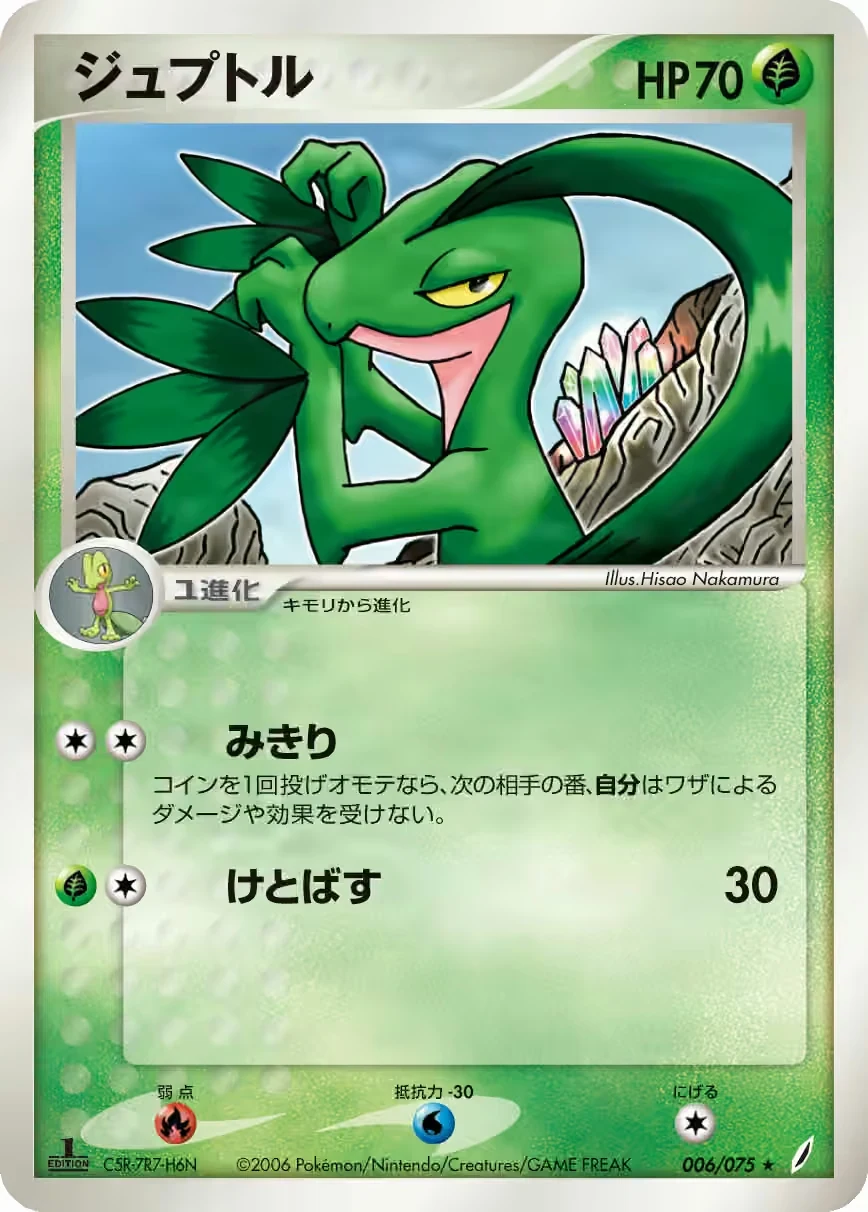 ジュプトル
HP70
Illus.Hisao Nakamura
1進化
キモリから進化
みきり
コインを1回投げオモテなら、次の相手の番、自分はワザによる
ダメージや効果を受けない。
けとばす 30
弱点 抵抗力 -30 にげる
1
EDITION
C5R-7R7-H6N ©2006 Pokémon/Nintendo/Creatures/GAME FREAK 006/075 ★